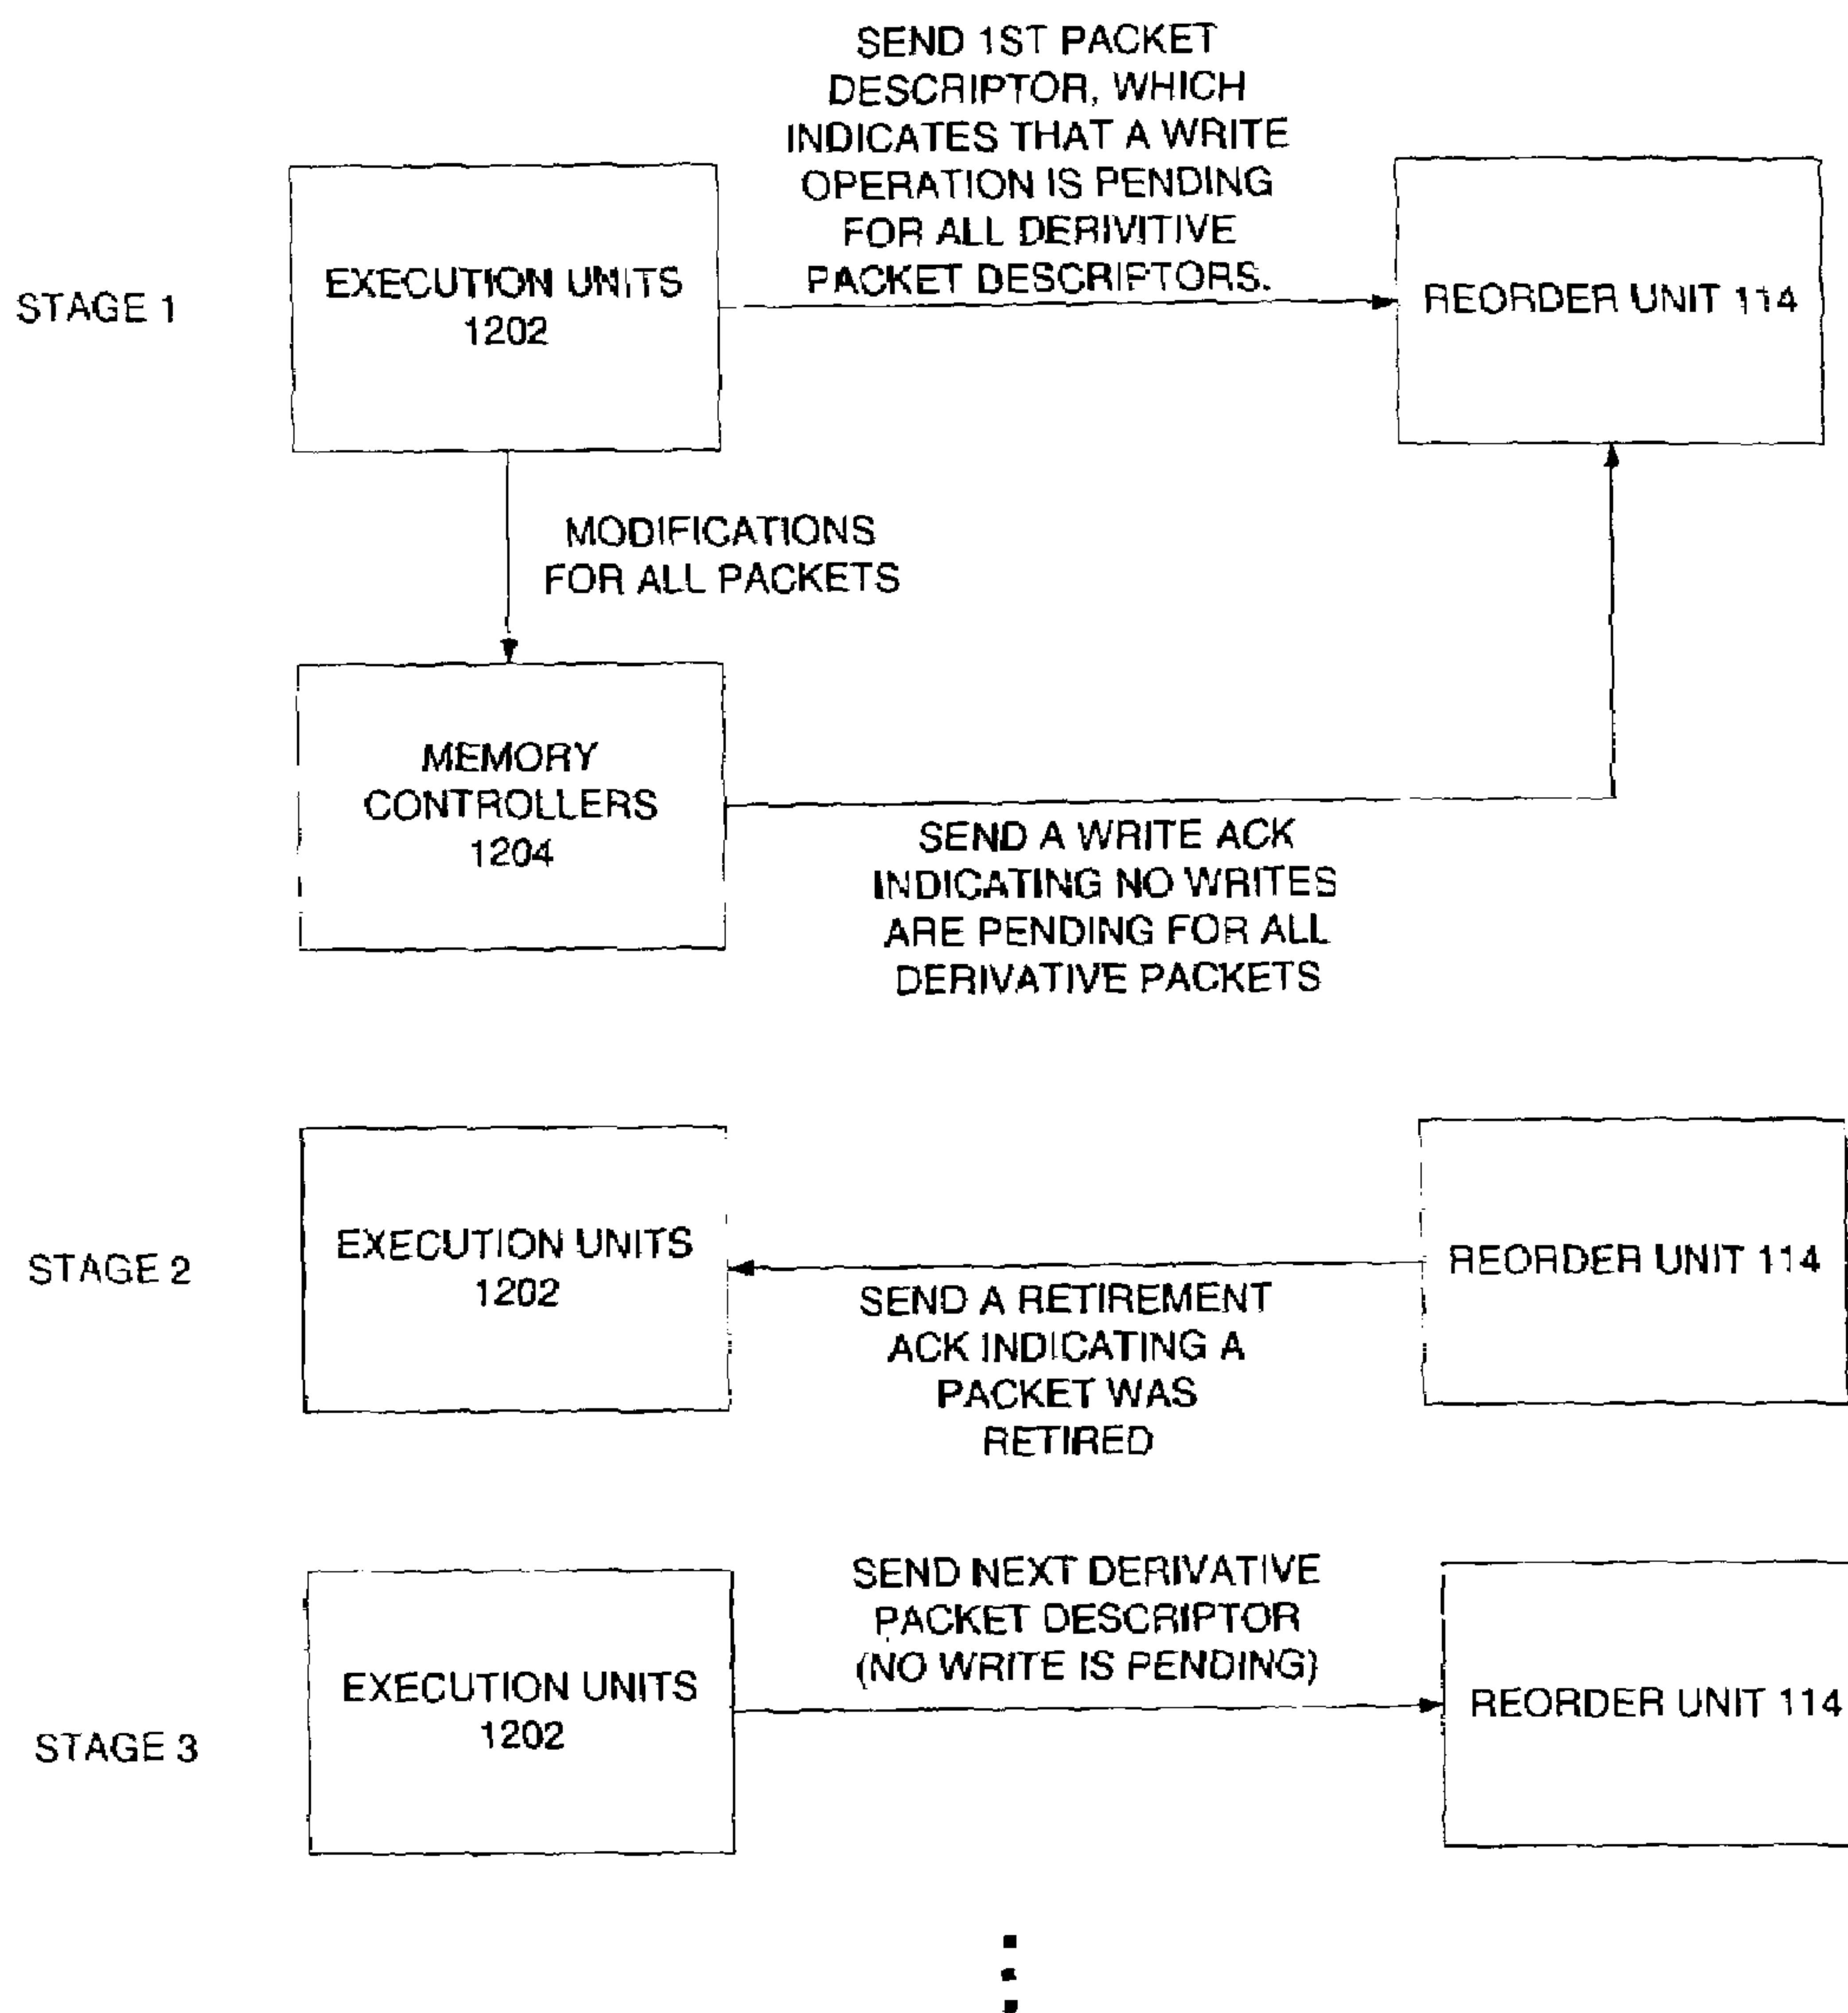 SEND 1ST PACKET
DESCRIPTOR, WHICH
INDICATES THAT A WRITE
OPERATION IS PENDING
FOR ALL DERIVITIVE
PACKET DESCRIPTORS.
STAGE 1
EXECUTION UNITS
1202
REORDER UNIT 114
MODIFICATIONS
FOR ALL PACKETS
MEMORY
CONTROLLERS
1204
SEND A WRITE ACK
INDICATING NO WRITES
ARE PENDING FOR ALL
DERIVATIVE PACKETS
STAGE 2
EXECUTION UNITS
1202
REORDER UNIT 114
SEND A RETIREMENT
ACK INDICATING A
PACKET WAS
RETIRED
STAGE 3
EXECUTION UNITS
1202
SEND NEXT DERIVATIVE
PACKET DESCRIPTOR
(NO WRITE IS PENDING)
REORDER UNIT 114